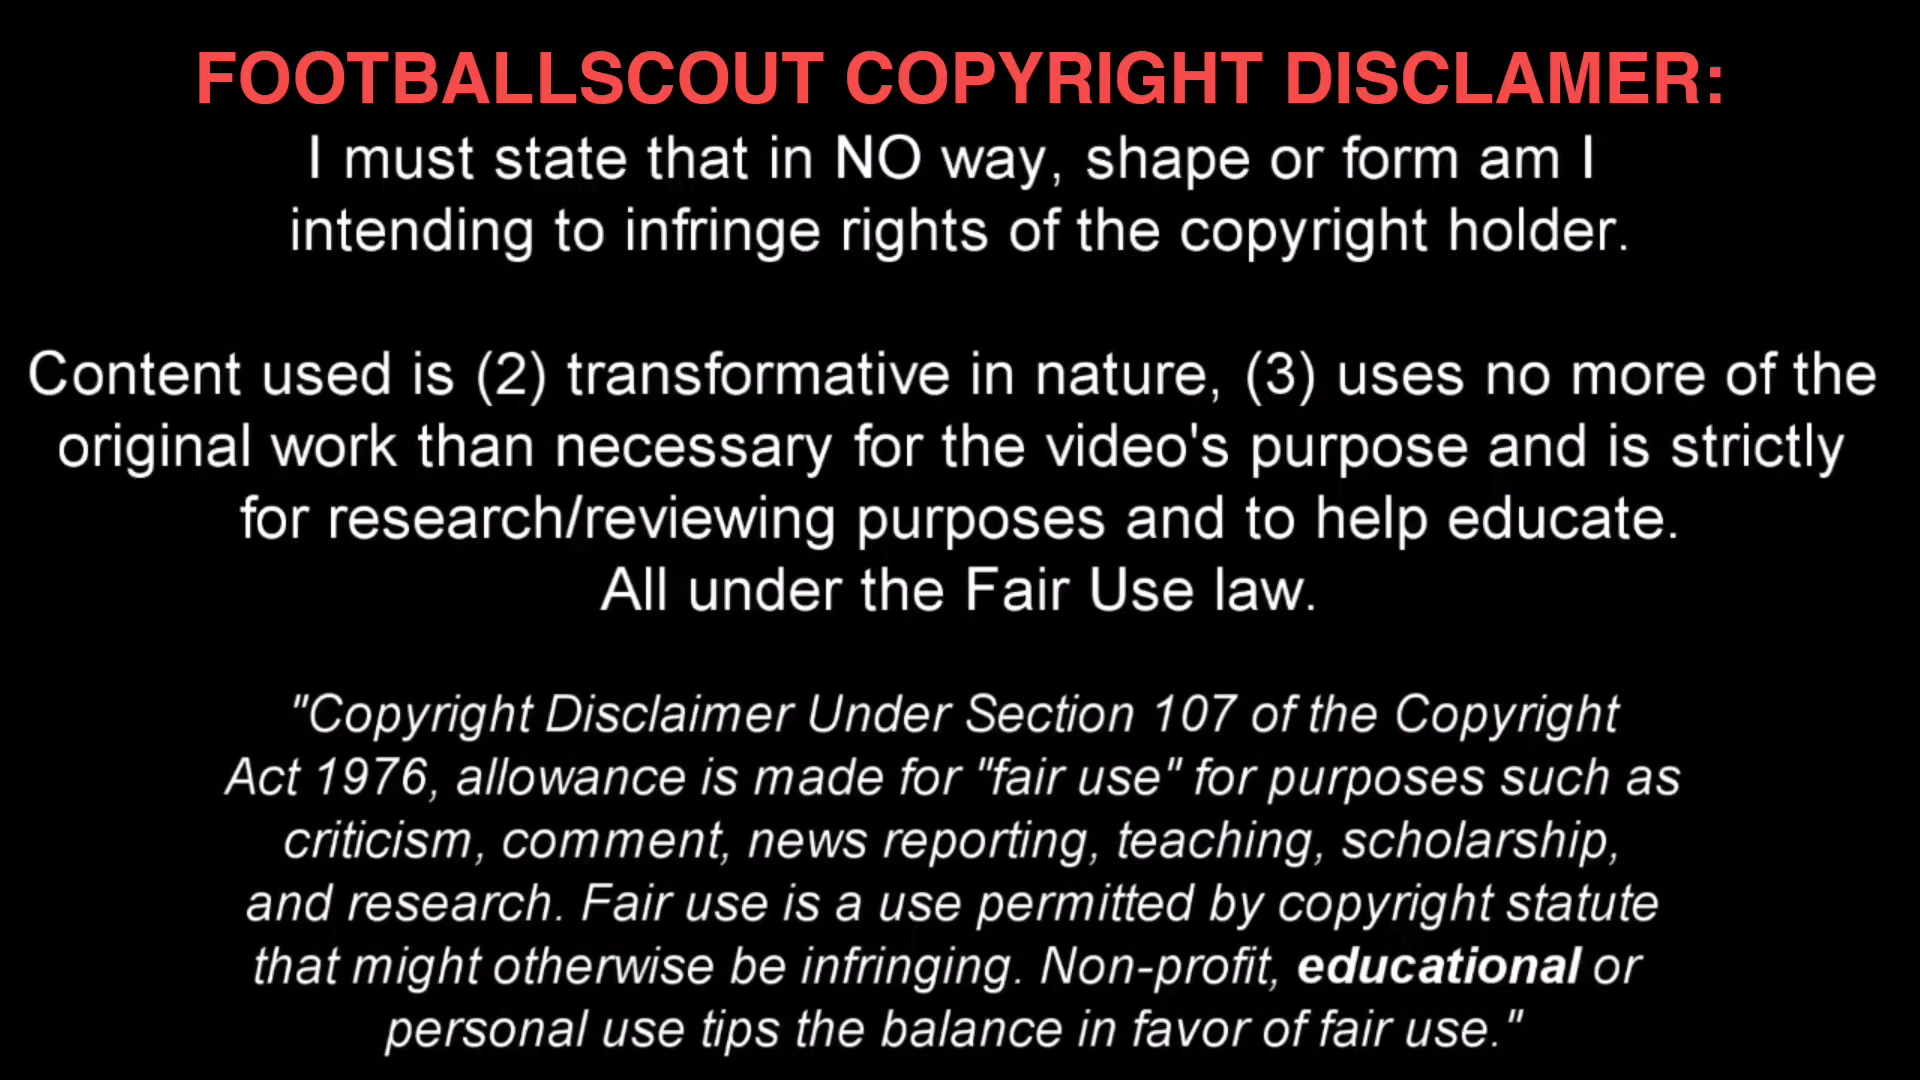 FOOTBALLSCOUT COPYRIGHT DISCLAMER:
I must state that in NO way, shape or form am I
intending to infringe rights of the copyright holder.
Content used is (2) transformative in nature, (3) uses no more of the
original work than necessary for the video's purpose and is strictly
for research/reviewing purposes and to help educate.
All under the Fair Use law.
"Copyright Disclaimer Under Section 107 of the Copyright
Act 1976, allowance is made for "fair use" for purposes such as
criticism, comment, news reporting, teaching, scholarship,
and research. Fair use is a use permitted by copyright statute
that might otherwise be infringing. Non-profit, educational or
personal use tips the balance in favor of fair use."